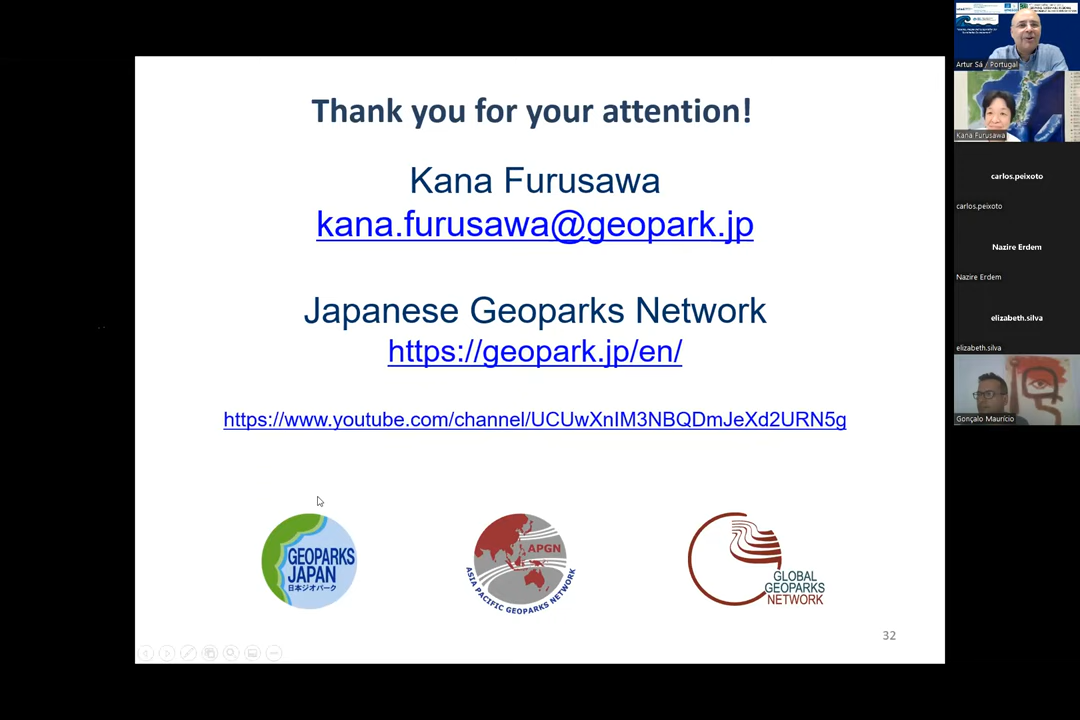 Thank you for your attention!
Kana Furusawa
kana.furusawa@geopark.jp
Japanese Geoparks Network
https://geopark.jp/en/
https://www.youtube.com/channel/UCUwXnIM3NBQDmJeXd2URN5g
GEOPARKS
JAPAN
日本ジオパーク
APGN
ASIA PACIFIC GEOPARKS NETWORK
GLOBAL
GEOPARKS
NETWORK
32
Artur Sá / Portugal
Kana Furusawa
carlos.peixoto
carlos.peixoto
Nazire Erdem
Nazire Erdem
elizabeth.silva
elizabeth.silva
Gonçalo Maurício